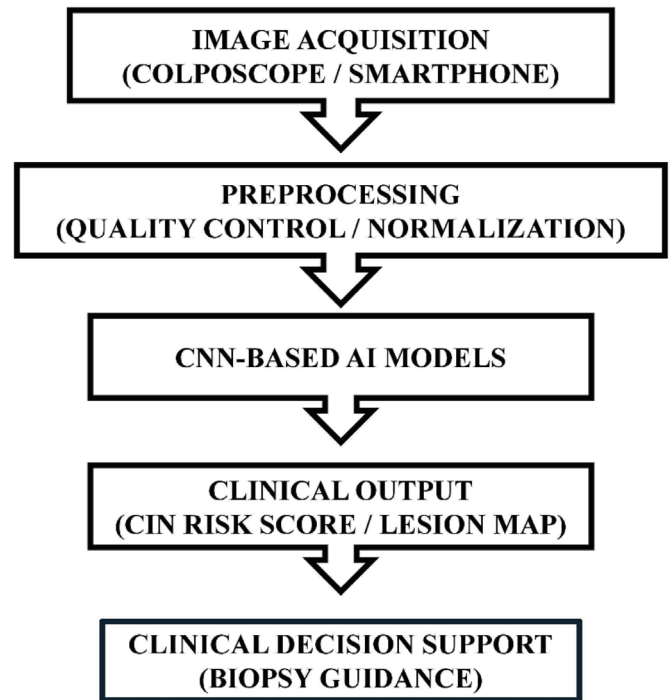 IMAGE ACQUISITION
(COLPOSCOPE / SMARTPHONE)
PREPROCESSING
(QUALITY CONTROL / NORMALIZATION)
CNN-BASED AI MODELS
CLINICAL OUTPUT
(CIN RISK SCORE / LESION MAP)
CLINICAL DECISION SUPPORT
(BIOPSY GUIDANCE)